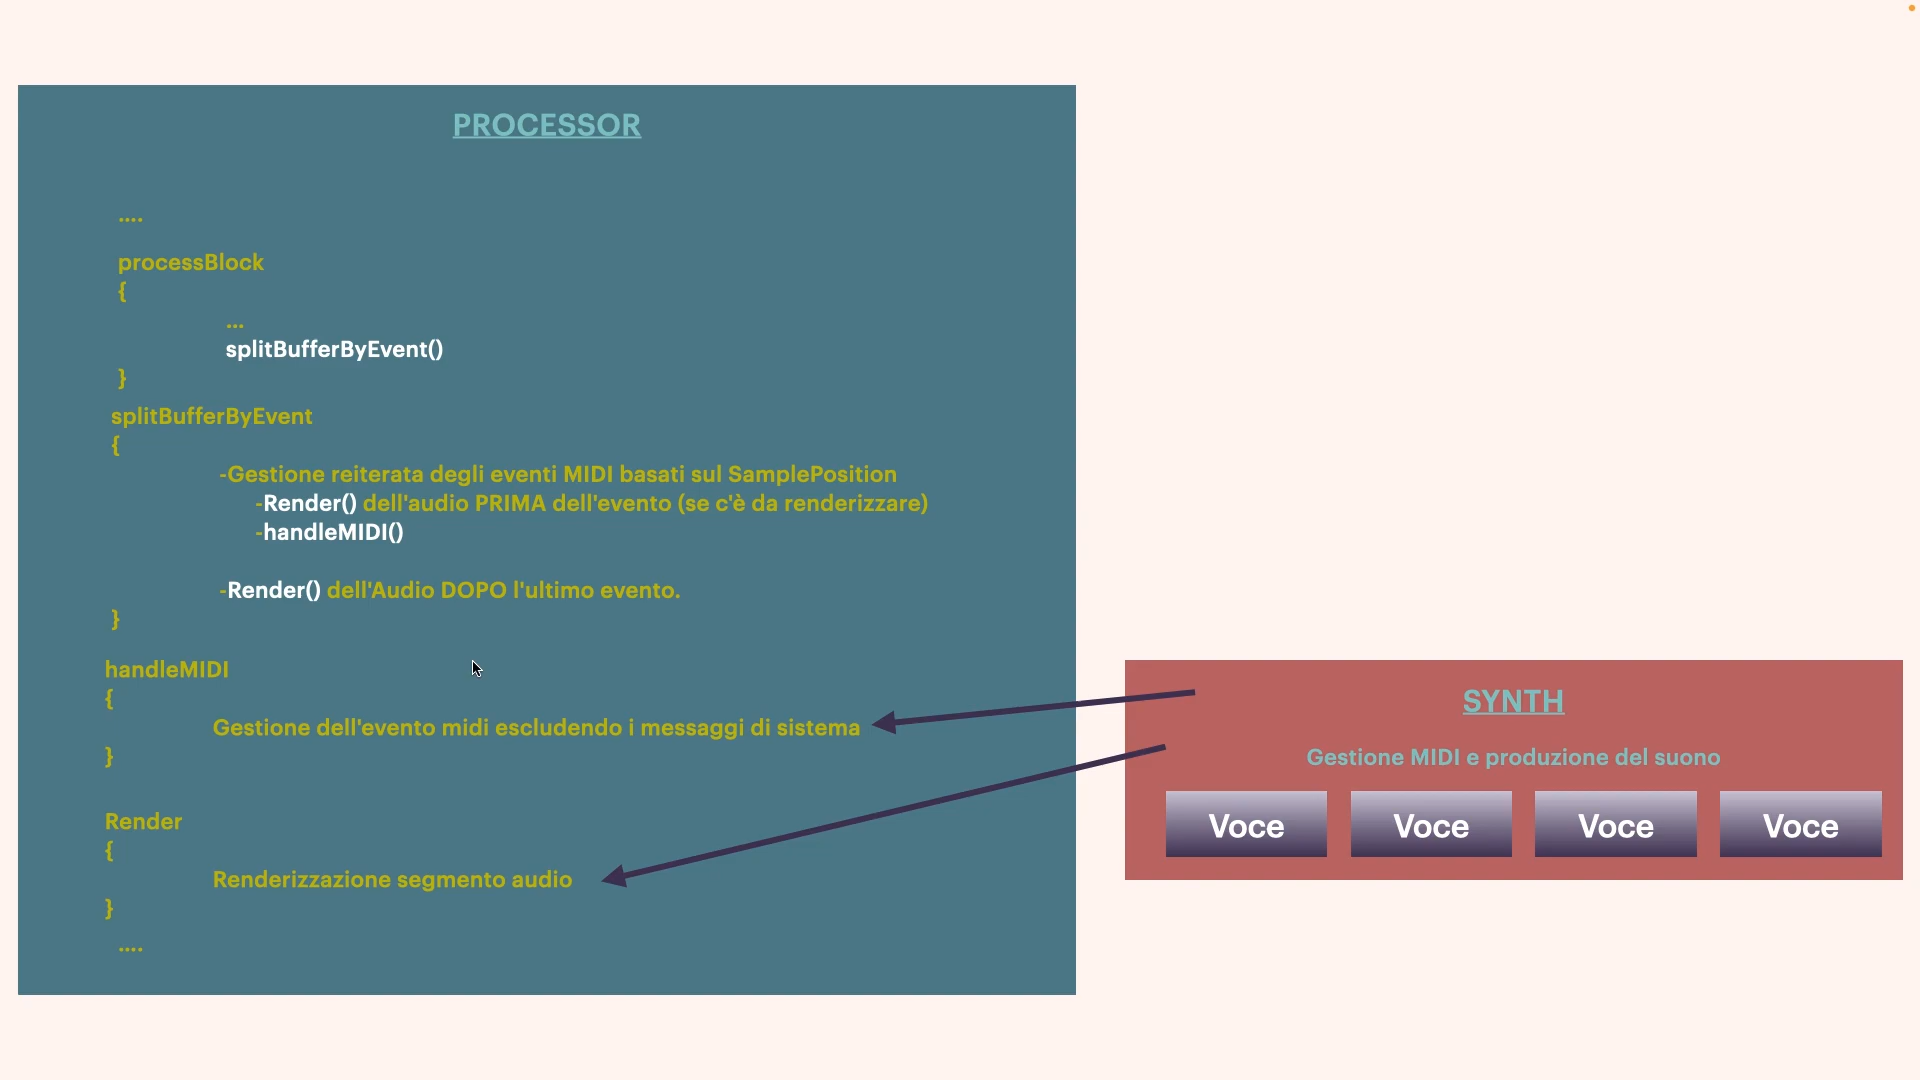 PROCESSOR
....
processBlock
{
...
splitBufferByEvent()
}
splitBufferByEvent
{
-Gestione reiterata degli eventi MIDI basati sul SamplePosition
-Render() dell'audio PRIMA dell'evento (se c'è da renderizzare)
-handleMIDI()
-Render() dell'Audio DOPO l'ultimo evento.
}
handleMIDI
{
Gestione dell'evento midi escludendo i messaggi di sistema
}
Render
{
Renderizzazione segmento audio
}
....
SYNTH
Gestione MIDI e produzione del suono
Voce Voce Voce Voce